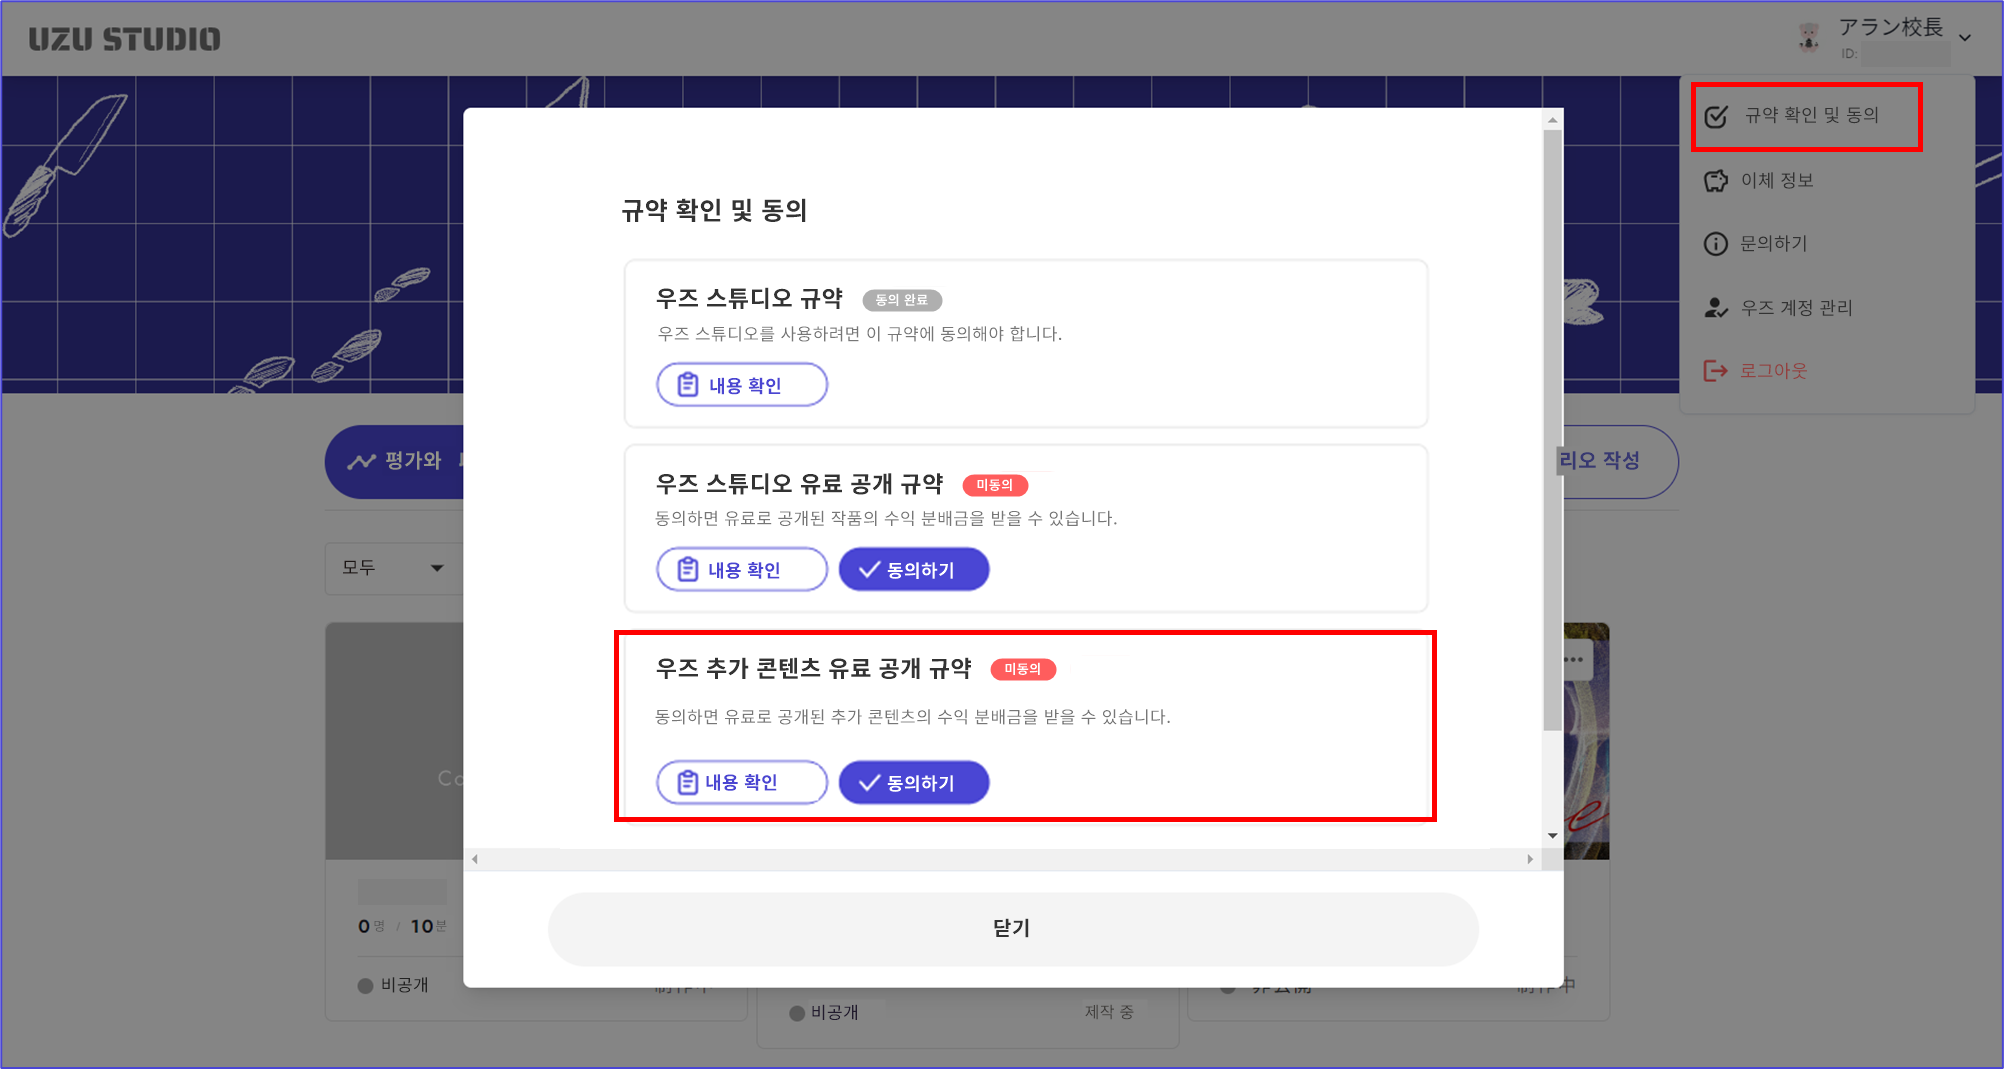 UZU STUDIO
アラン校長
ID:
규약 확인 및 동의
이체 정보
문의하기
우즈 계정 관리
로그아웃
규약 확인 및 동의
우즈 스튜디오 규약 동의 완료
우즈 스튜디오를 사용하려면 이 규약에 동의해야 합니다.
내용 확인
우즈 스튜디오 유료 공개 규약 미동의
동의하면 유료로 공개된 작품의 수익 분배금을 받을 수 있습니다.
내용 확인
동의하기
우즈 추가 콘텐츠 유료 공개 규약 미동의
동의하면 유료로 공개된 추가 콘텐츠의 수익 분배금을 받을 수 있습니다.
내용 확인
동의하기
닫기
평가와
리오 작성
모두
Co
0명 / 10분
비공개
비공개
제작 중
非公開
制作中